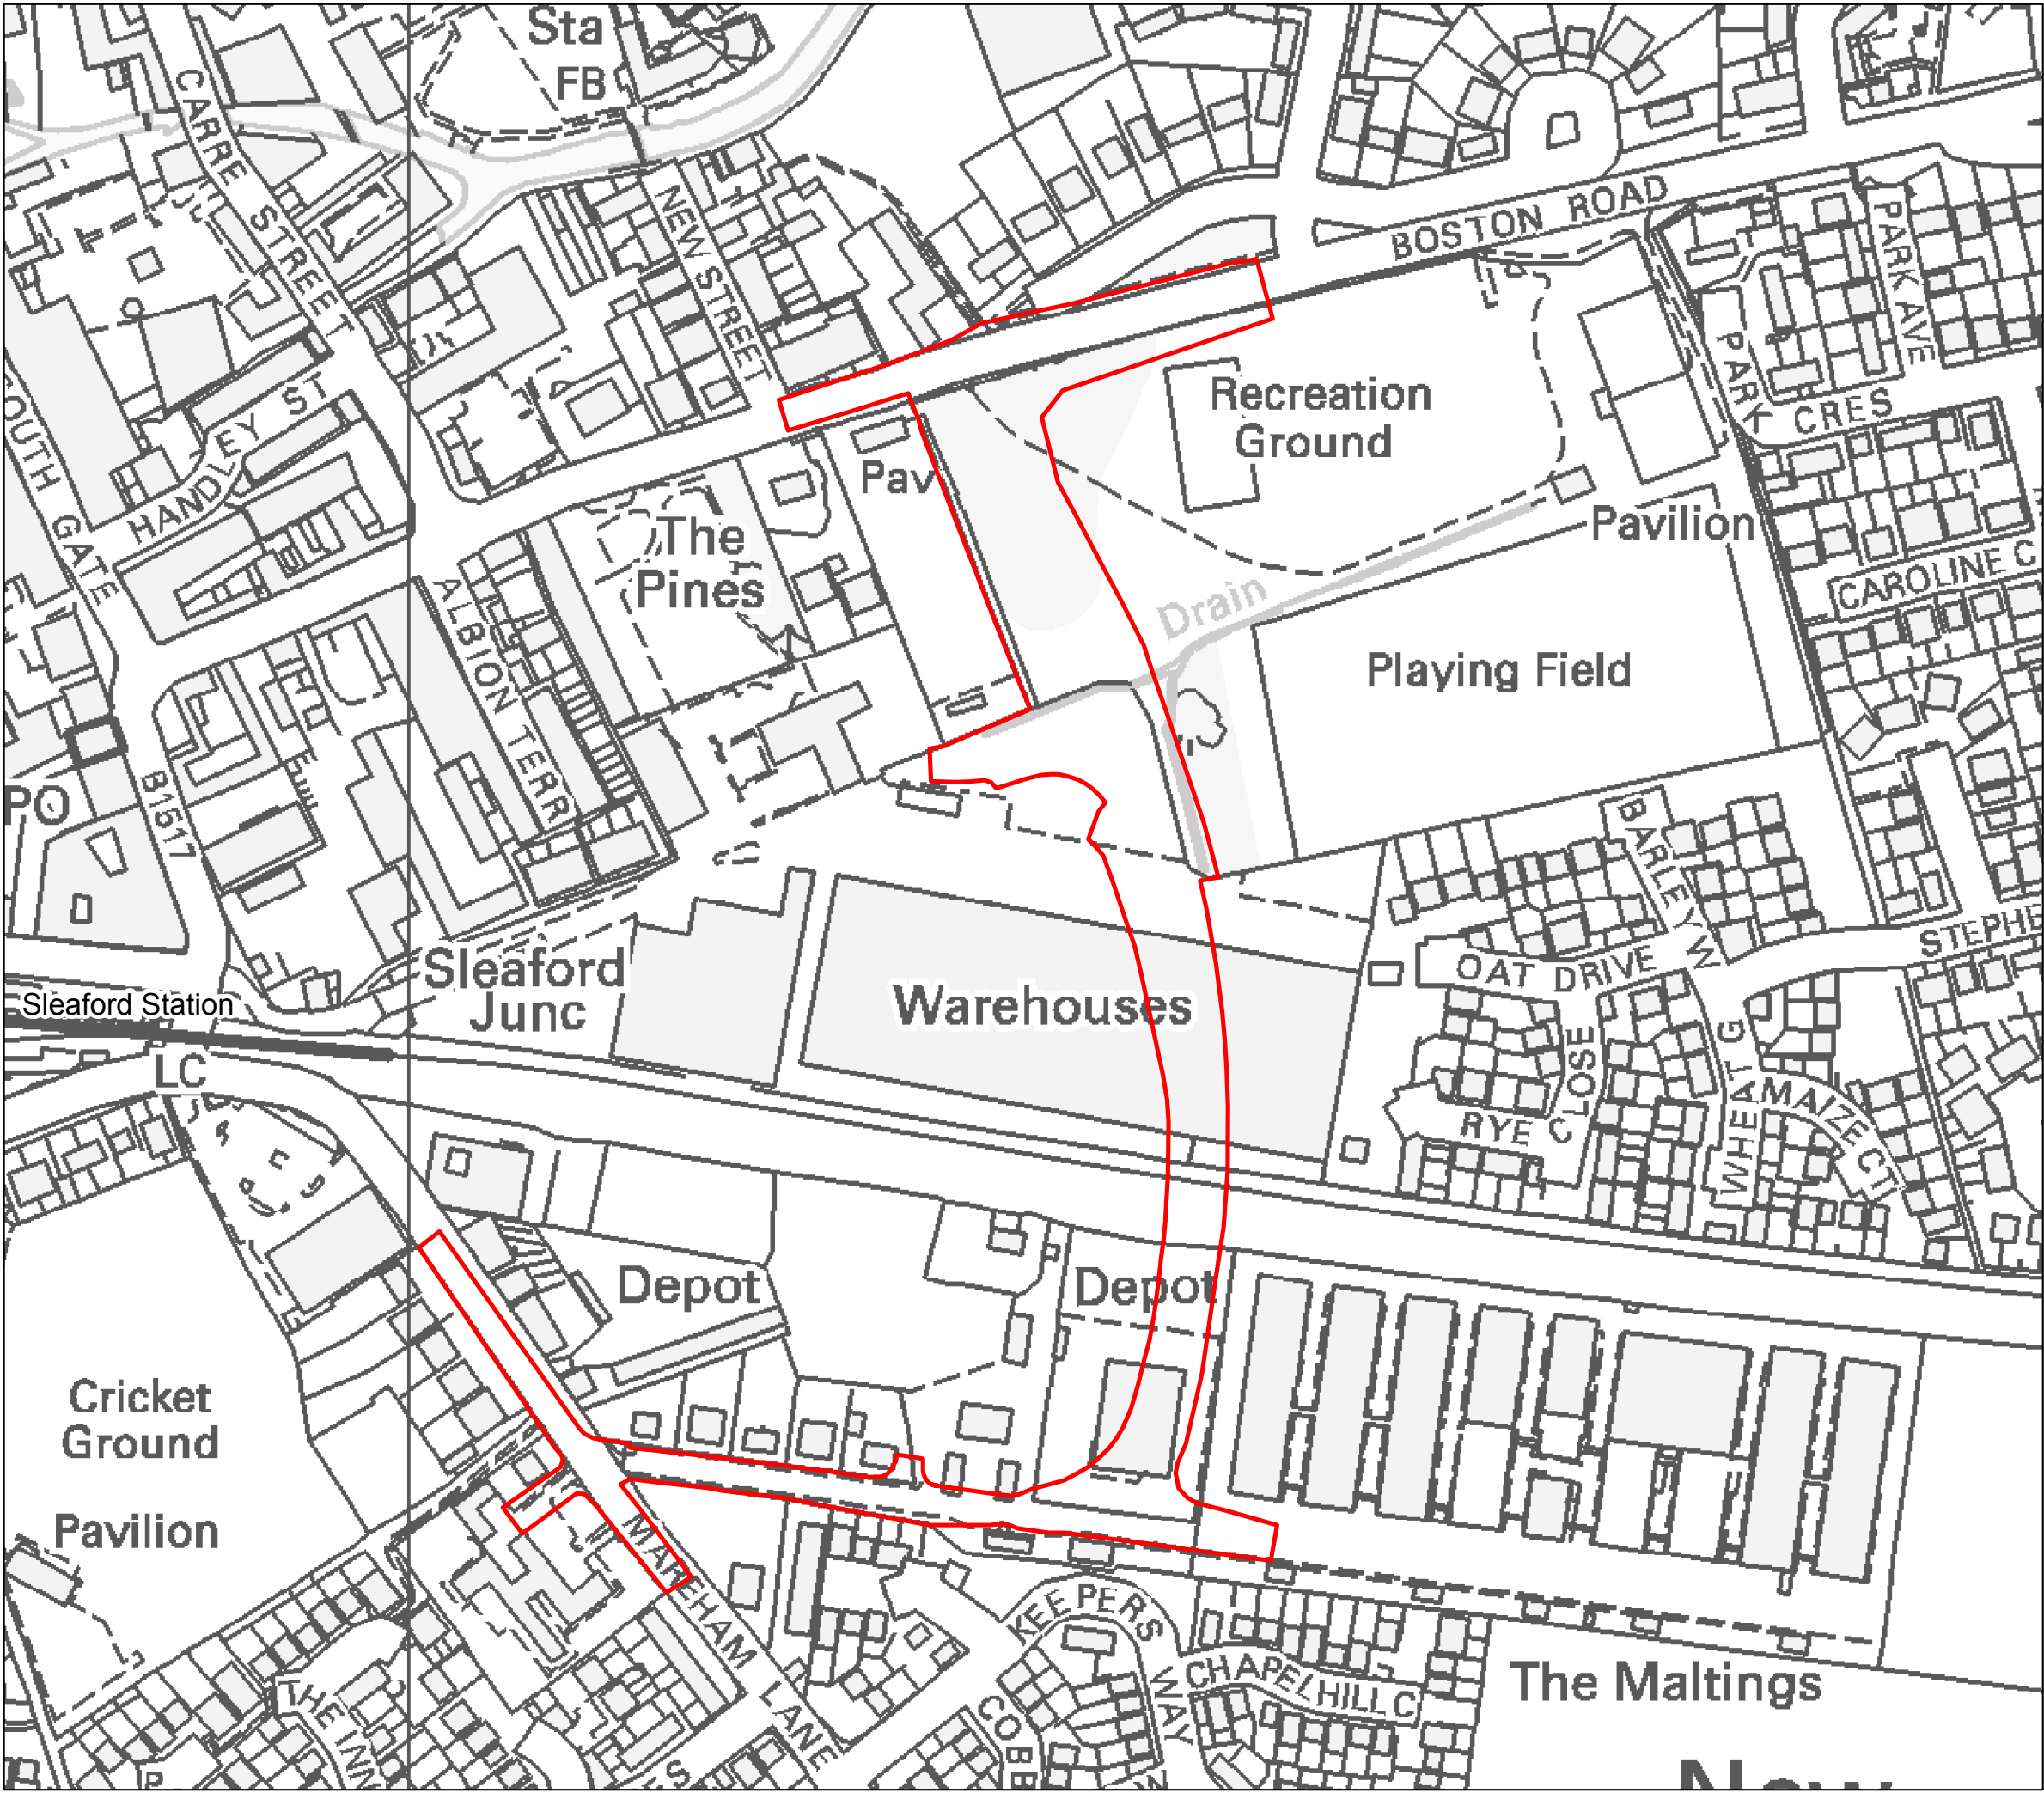 Sta
FB
CARRE STREET
NEW STREET
BOSTON ROAD
PARK AVE
PARK CRES
Recreation
Ground
HANDLEY ST
SOUTH GATE
Pav
The
Pines
Pavilion
CAROLINE C
Drain
ALBION TERR
Playing Field
PO
B1517
BARLEY W
STEPHE
OAT DRIVE
Sleaford
Junc
Warehouses
Sleaford Station
LC
RYE CLOSE
WHEAT G
MAIZE CT
Depot
Depot
Cricket
Ground
Pavilion
MAREHAM LANE
KEEPERS WAY
CHAPEL HILL C
The Maltings
THE INN
COBB